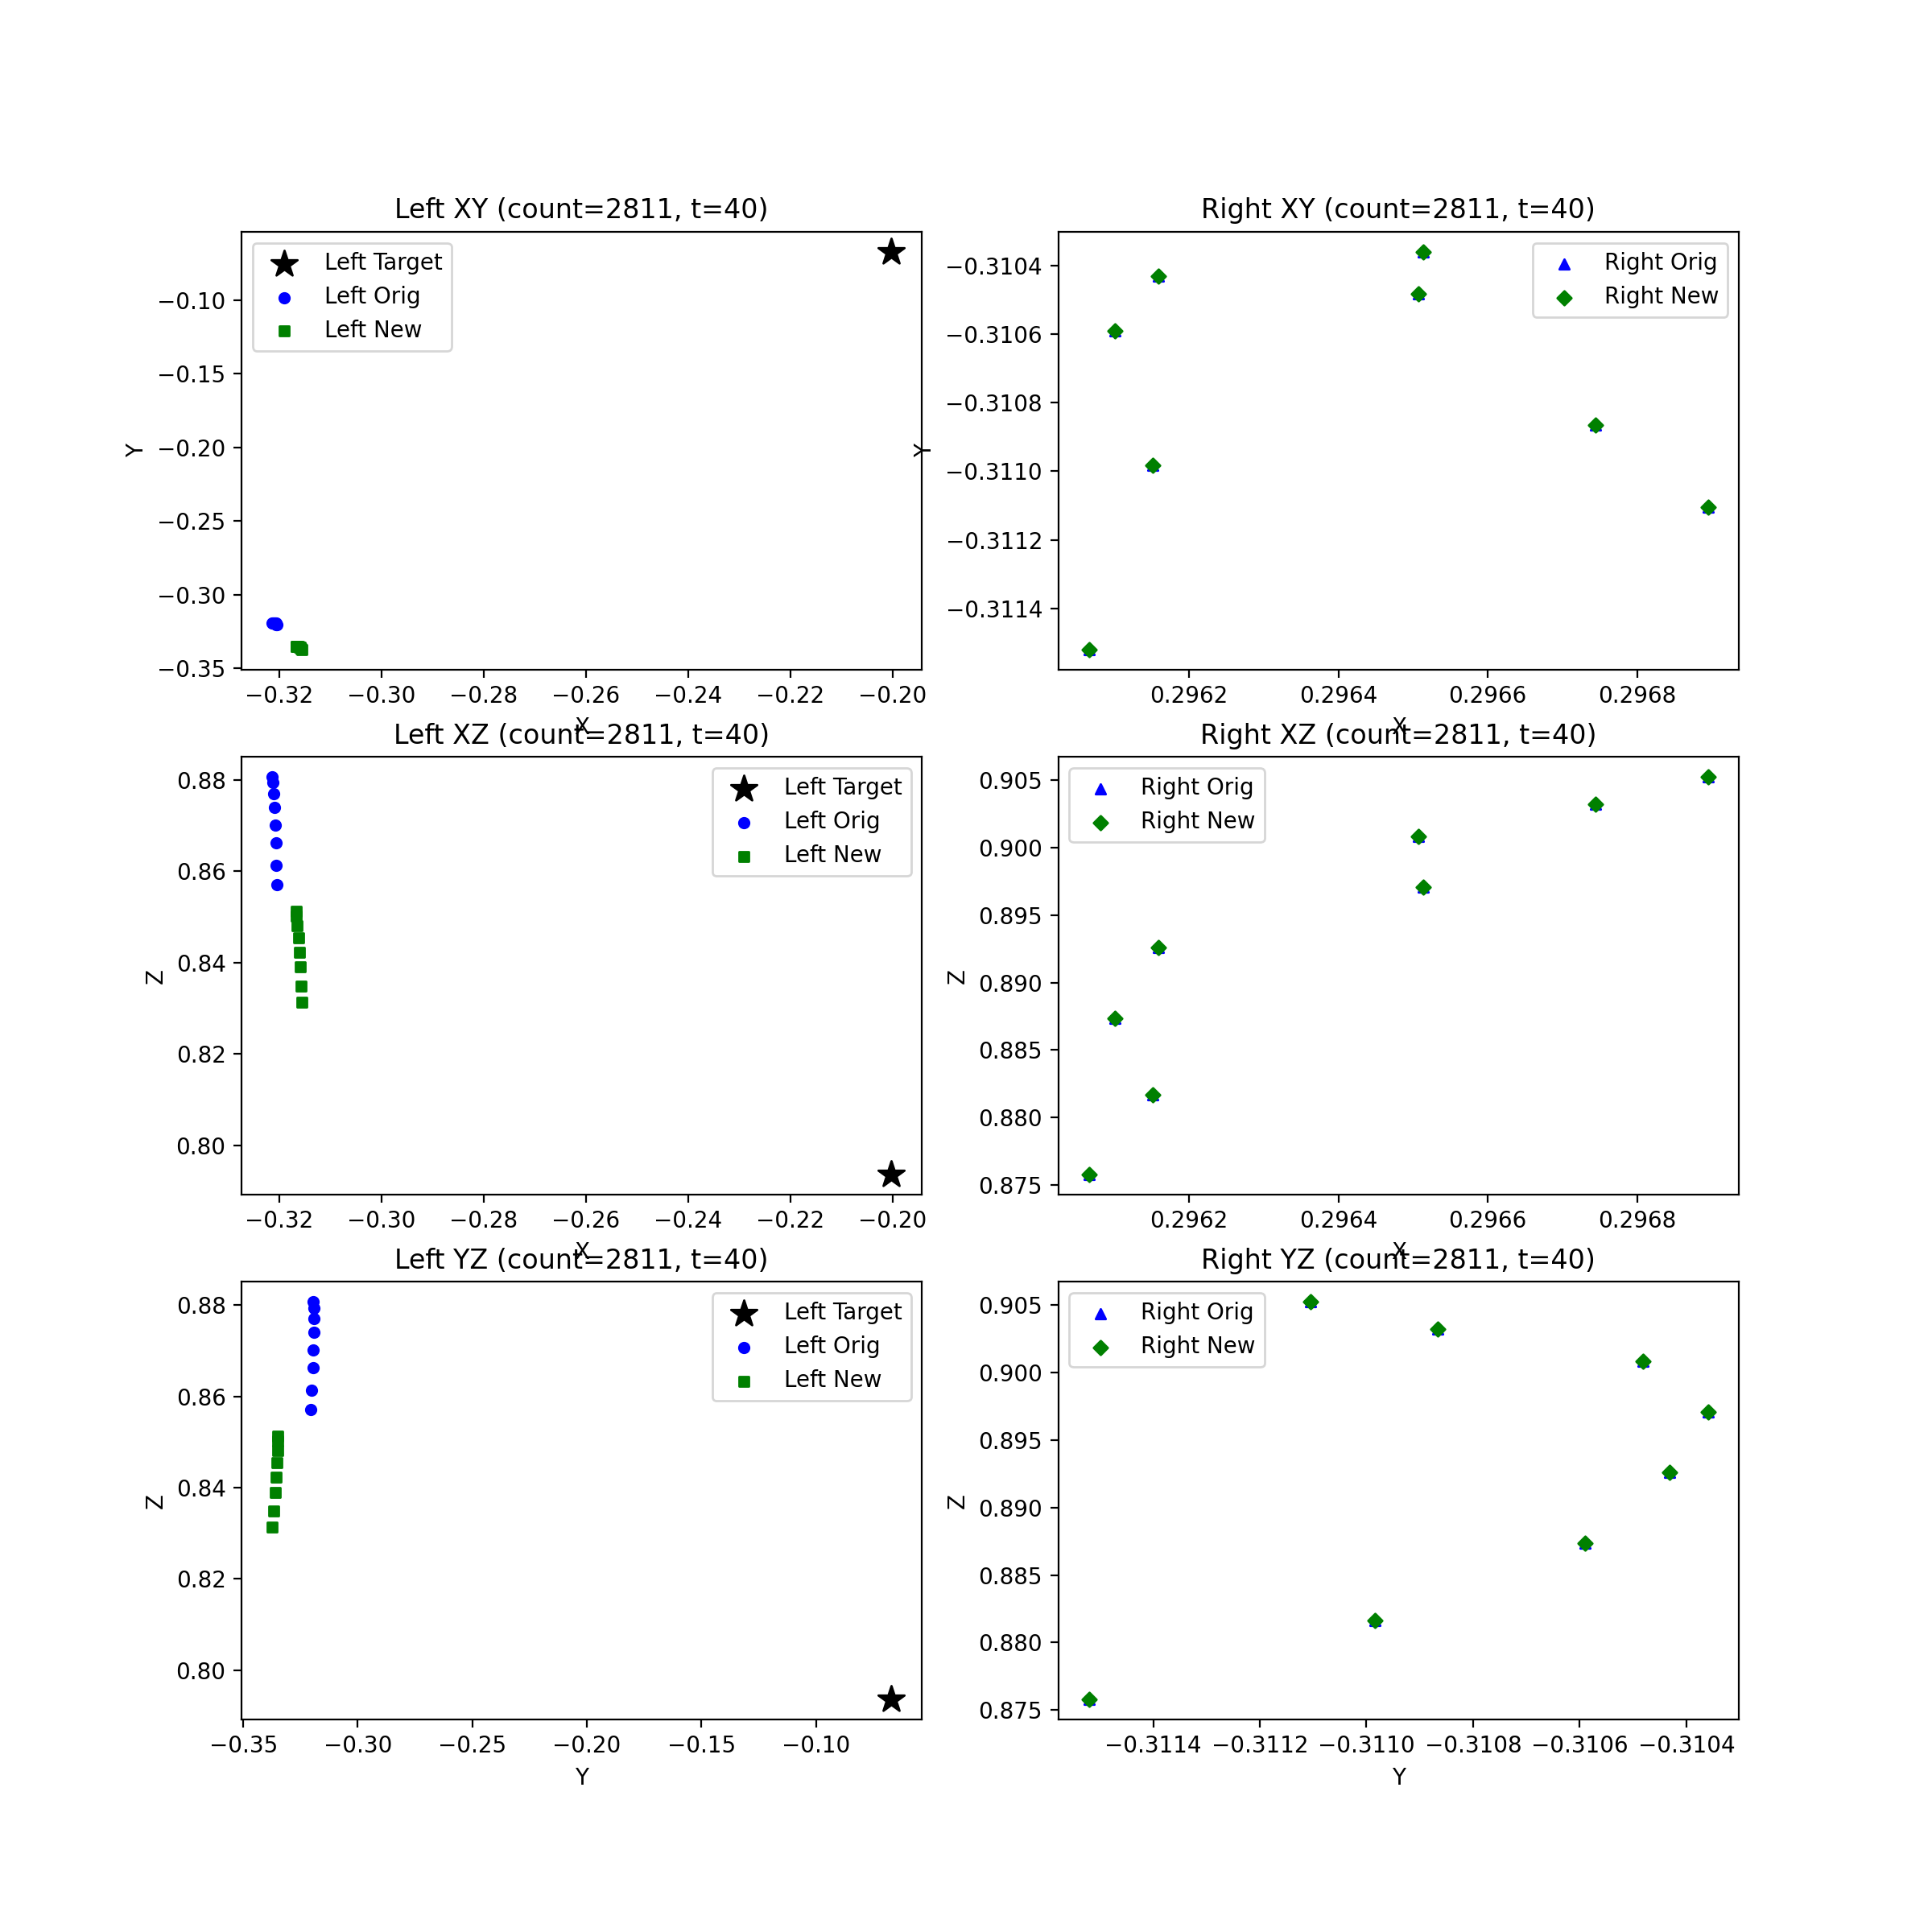 Left XY (count=2811, t=40)
Left Target
Left Orig
Left New
−0.10
−0.15
−0.20
−0.25
−0.30
−0.35
Y
−0.32 −0.30 −0.28 −0.26 −0.24 −0.22 −0.20
X
Right XY (count=2811, t=40)
Right Orig
Right New
−0.3104
−0.3106
−0.3108
−0.3110
−0.3112
−0.3114
Y
0.2962 0.2964 0.2966 0.2968
X
Left XZ (count=2811, t=40)
Left Target
Left Orig
Left New
0.88
0.86
0.84
0.82
0.80
Z
−0.32 −0.30 −0.28 −0.26 −0.24 −0.22 −0.20
X
Right XZ (count=2811, t=40)
Right Orig
Right New
0.905
0.900
0.895
0.890
0.885
0.880
0.875
Z
0.2962 0.2964 0.2966 0.2968
X
Left YZ (count=2811, t=40)
Left Target
Left Orig
Left New
0.88
0.86
0.84
0.82
0.80
Z
−0.35 −0.30 −0.25 −0.20 −0.15 −0.10
Y
Right YZ (count=2811, t=40)
Right Orig
Right New
0.905
0.900
0.895
0.890
0.885
0.880
0.875
Z
−0.3114 −0.3112 −0.3110 −0.3108 −0.3106 −0.3104
Y